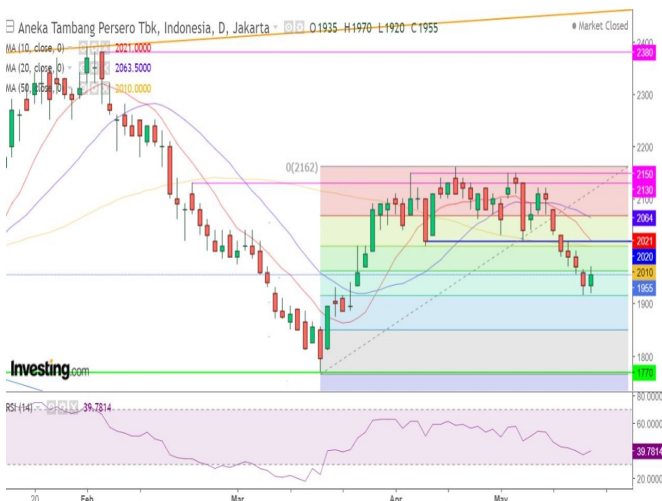 Aneka Tambang Persero Tbk, Indonesia, D, Jakarta O1935 H1970 L1920 C1955
Market Closed
MA (10, close, 0) 2021.0000
MA (20, close, 0) 2063.5000
MA (50, close, 0) 2010.0000
2400
2380
2300
2200
0(2162)
2150
2130
2100
2064
2021
2020
2010
1955
1900
1800
1770
Investing.com
RSI (14) 39.7814
80.0000
60.0000
39.7814
20.0000
20 Feb Mar Apr May